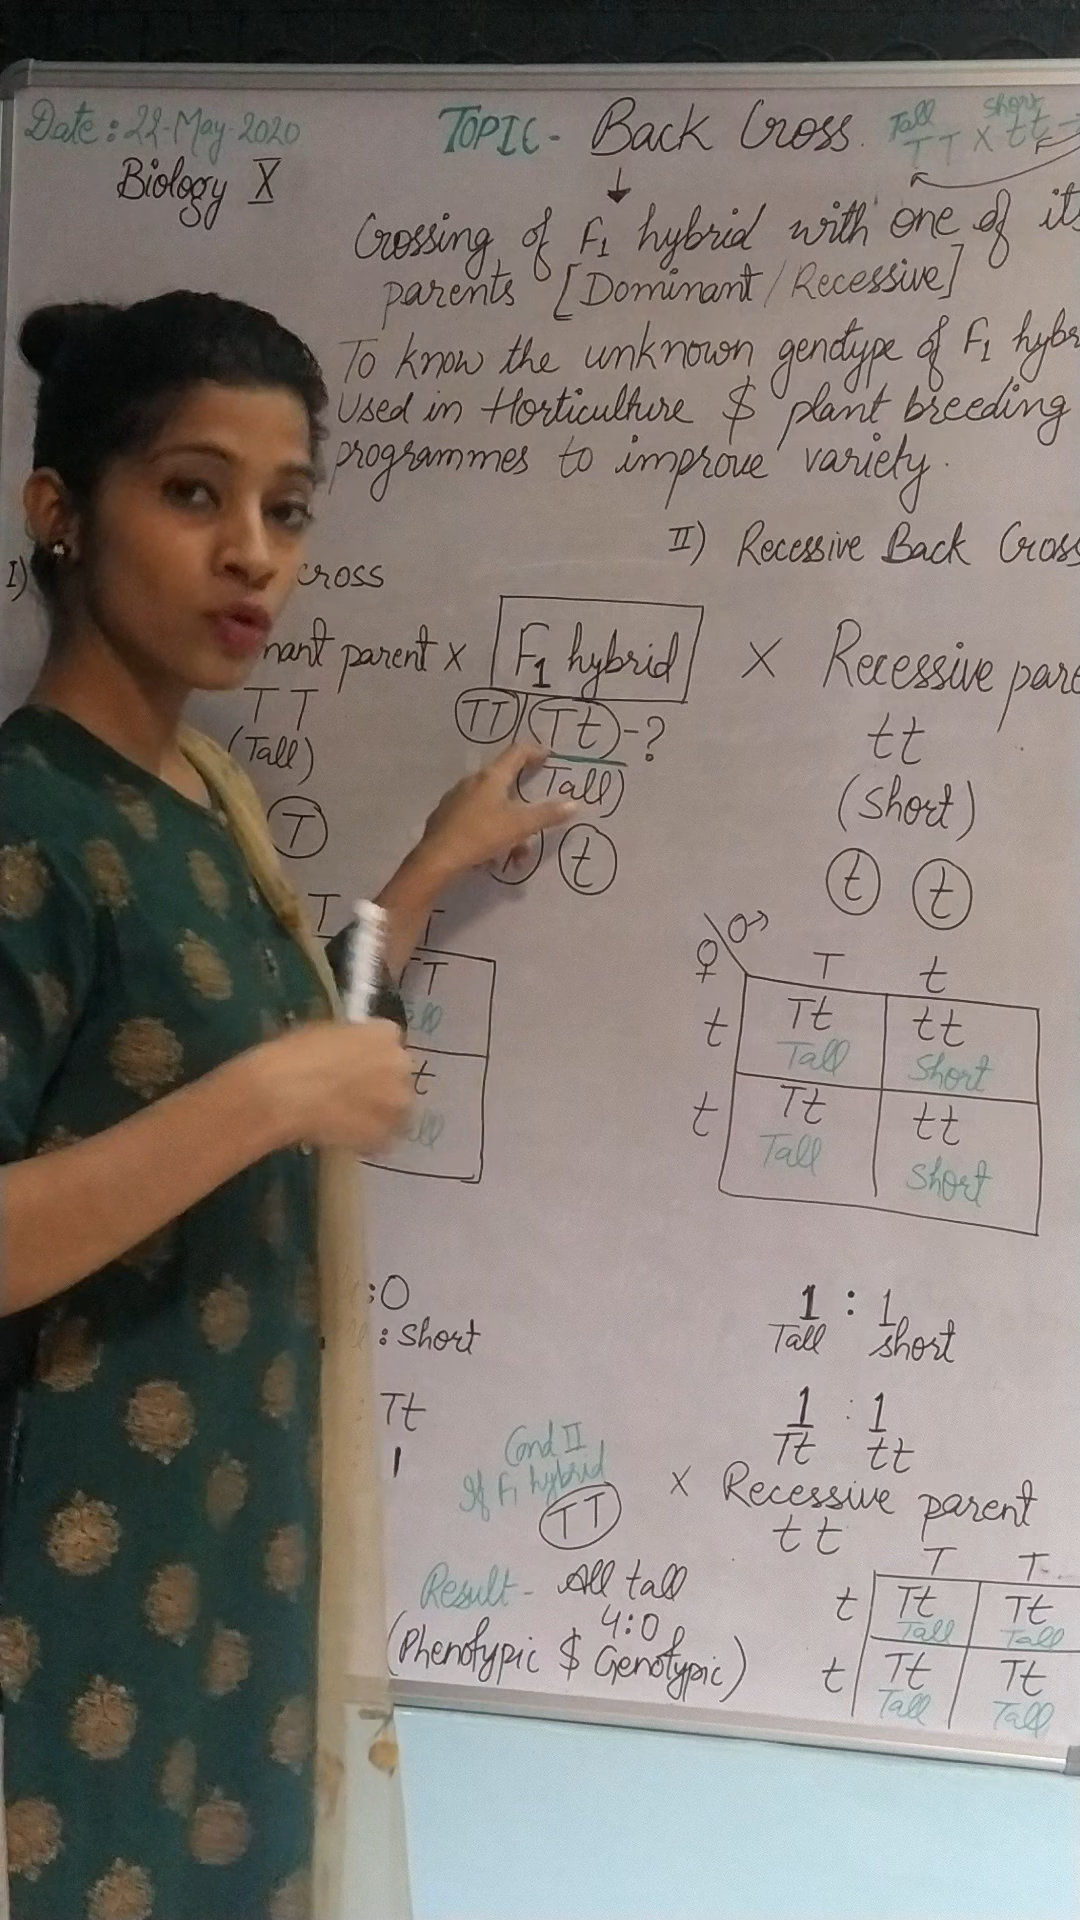 Date: 22-May-2020
TOPIC- Back Cross.
Tall Short
TT X tt
Biology X
Crossing of F1 hybrid with one of its
parents [Dominant/Recessive]
To know the unknown genotype of F1
Used in Horticulture $ plant breeding
programmes to improve variety.
I)
cross
II) Recessive Back Cross
parent X F1 hybrid X Recessive
TT
(Tall)
TT / Tt -?
(Tall)
tt
(Short)
T
t
t t
T T
TT
♀ ♂ T t
t Tt tt
Tall Short
t Tt tt
Tall Short
:0
: Short
Tt
1
1 : 1
Tall Short
1 : 1
Tt tt
Cond II
If F1 hybrid
TT X Recessive parent
tt
Result - All tall
4:0
(Phenotypic $ Genotypic)
T T
t Tt Tt
Tall Tall
t Tt Tt
Tall Tall